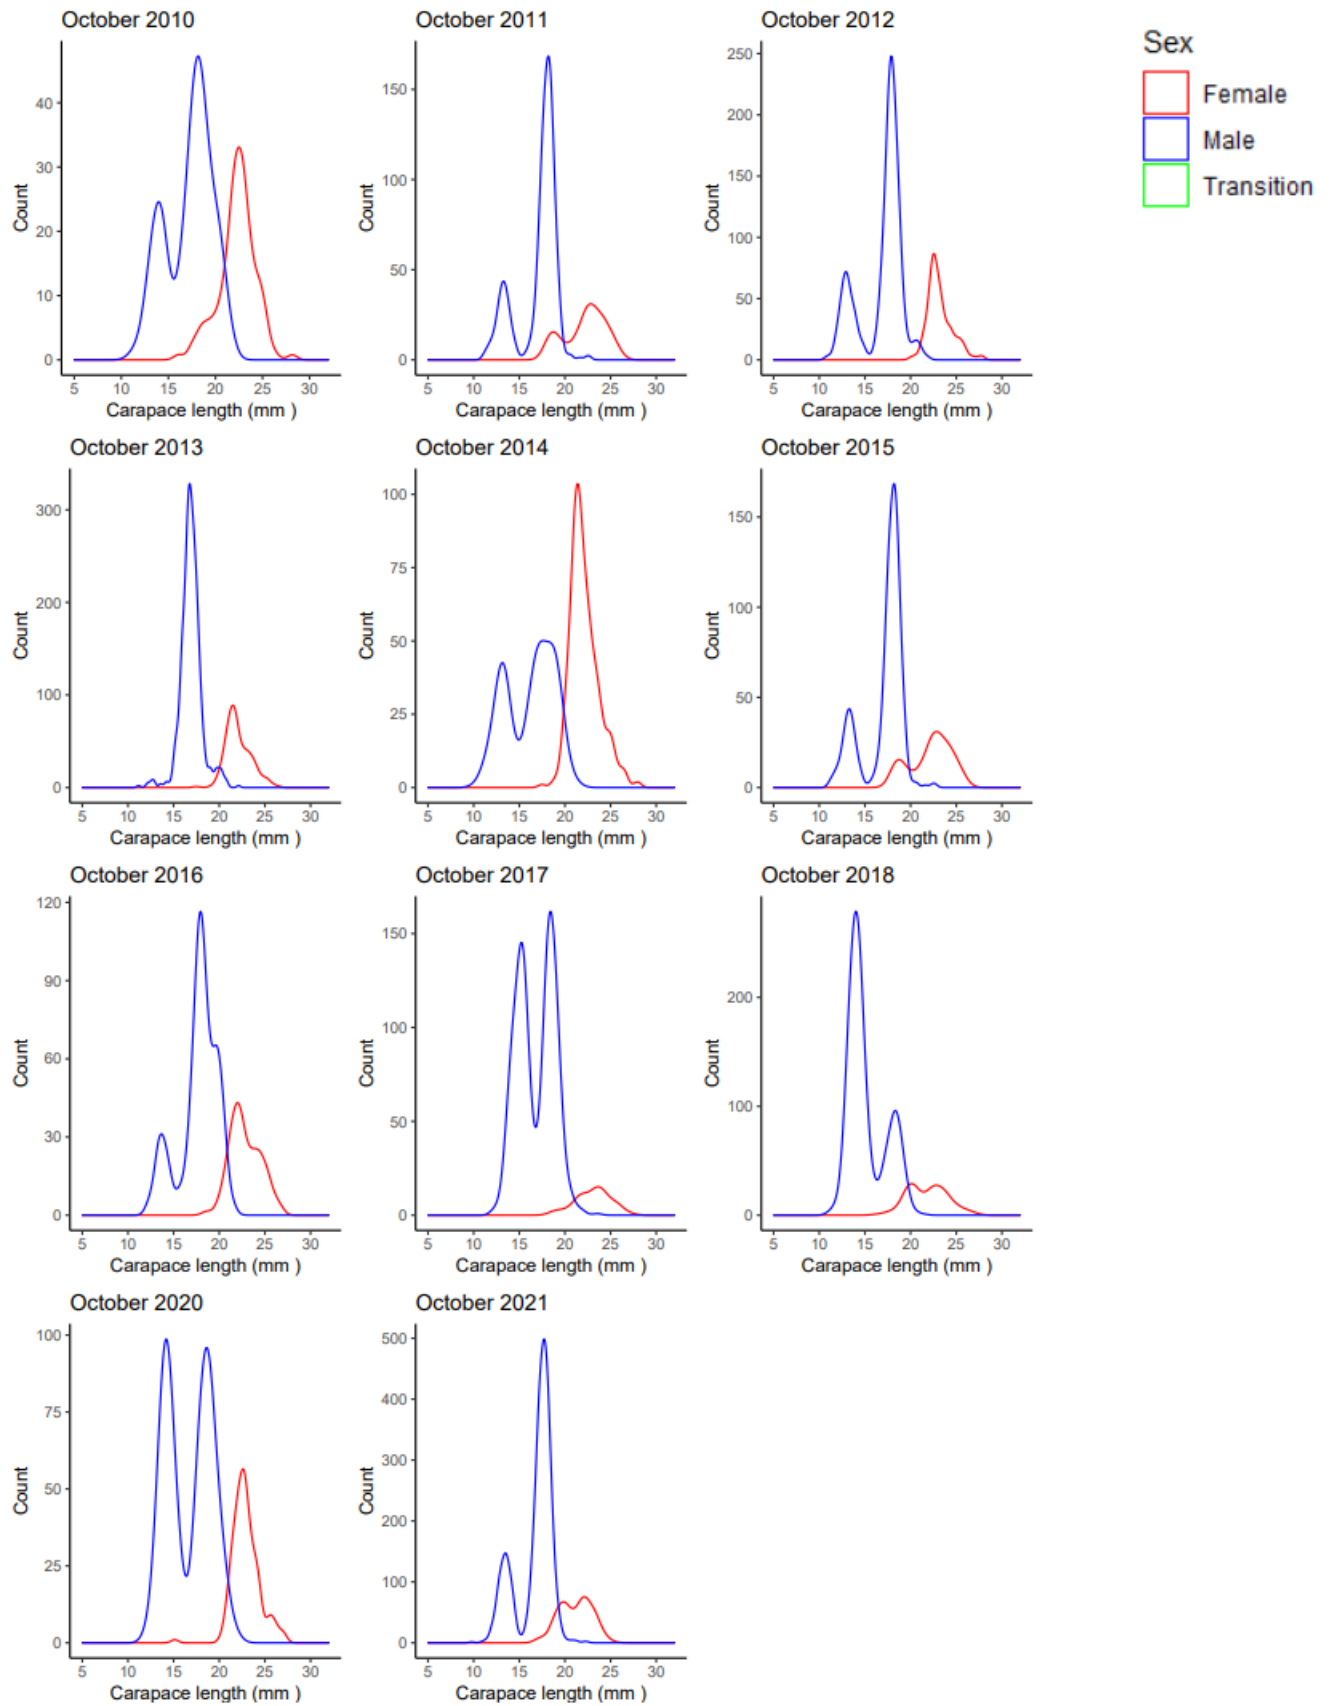 October 2010
October 2011
October 2012
Sex
Female
Male
Transition
Count
40
30
20
10
0
5 10 15 20 25 30
Carapace length (mm )
Count
150
100
50
0
5 10 15 20 25 30
Carapace length (mm )
Count
250
200
150
100
50
0
5 10 15 20 25 30
Carapace length (mm )
October 2013
October 2014
October 2015
Count
300
200
100
0
5 10 15 20 25 30
Carapace length (mm )
Count
100
75
50
25
0
5 10 15 20 25 30
Carapace length (mm )
Count
150
100
50
0
5 10 15 20 25 30
Carapace length (mm )
October 2016
October 2017
October 2018
Count
120
90
60
30
0
5 10 15 20 25 30
Carapace length (mm )
Count
150
100
50
0
5 10 15 20 25 30
Carapace length (mm )
Count
200
100
0
5 10 15 20 25 30
Carapace length (mm )
October 2020
October 2021
Count
100
75
50
25
0
5 10 15 20 25 30
Carapace length (mm )
Count
500
400
300
200
100
0
5 10 15 20 25 30
Carapace length (mm )